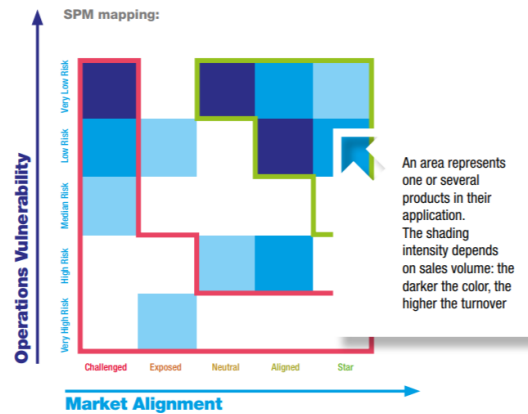 SPM mapping:
Operations Vulnerability
Very Low Risk
Low Risk
Median Risk
High Risk
Very High Risk
An area represents
one or several
products in their
application.
The shading
intensity depends
on sales volume: the
darker the color, the
higher the turnover
Challenged Exposed Neutral Aligned Star
Market Alignment